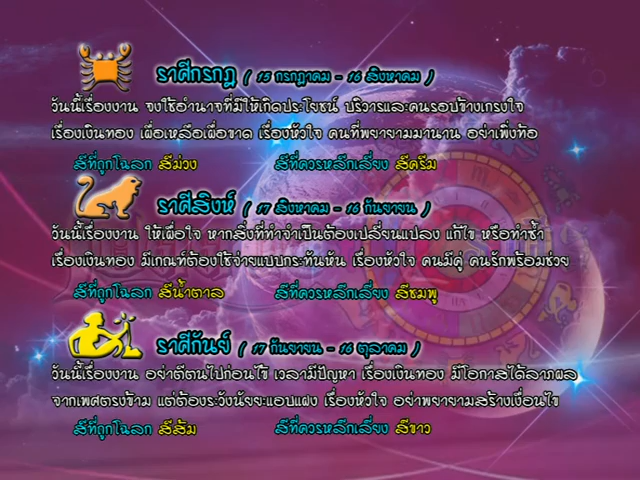 ราศีกรกฎ ( 15 กรกฎาคม - 16 สิงหาคม )
วันนี้เรื่องงาน จงใช้อำนาจที่มีให้เกิดประโยชน์ บริวารและคนรอบข้างเกรงใจ
เรื่องเงินทอง เผื่อเหลือเผื่อขาด เรื่องหัวใจ คนที่พยายามมานาน อย่าเพิ่งท้อ
สีที่ถูกโฉลก สีม่วง สีที่ควรหลีกเลี่ยง สีครีม
ราศีสิงห์ ( 17 สิงหาคม - 16 กันยายน )
วันนี้เรื่องงาน ให้เผื่อใจ หากสิ่งที่ทำจำเป็นต้องเปลี่ยนแปลง แก้ไข หรือทำซ้ำ
เรื่องเงินทอง มีเกณฑ์ต้องใช้จ่ายแบบกระทันหัน เรื่องหัวใจ คนมีคู่ คนรักพร้อมช่วย
สีที่ถูกโฉลก สีน้ำตาล สีที่ควรหลีกเลี่ยง สีชมพู
ราศีกันย์ ( 17 กันยายน - 16 ตุลาคม )
วันนี้เรื่องงาน อย่าตีตนไปก่อนไข้ เวลามีปัญหา เรื่องเงินทอง มีโอกาสได้ลาภผล
จากเพศตรงข้าม แต่ต้องระวังนัยยะแอบแฝง เรื่องหัวใจ อย่าพยายามสร้างเงื่อนไข
สีที่ถูกโฉลก สีส้ม สีที่ควรหลีกเลี่ยง สีขาว